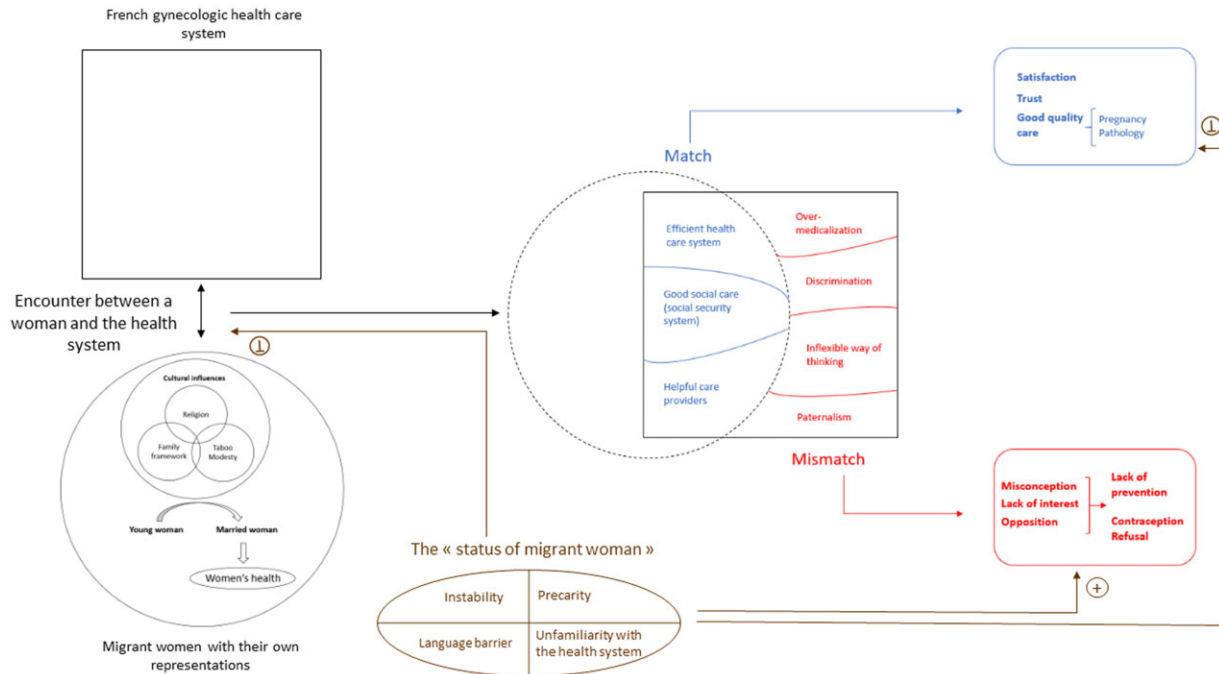 French gynecologic health care
system
Encounter between a
woman and the health
system
⊥
Cultural influences
Religion
Family
framework
Taboo
Modesty
Young woman
Married woman
Women's health
Migrant women with their own
representations
Match
Efficient health
care system
Good social care
(social security
system)
Helpful care
providers
Over-
medicalization
Discrimination
Inflexible way of
thinking
Paternalism
Mismatch
Satisfaction
Trust
Good quality
care
Pregnancy
Pathology
⊥
Misconception
Lack of interest
Opposition
Lack of
prevention
Contraception
Refusal
+
The « status of migrant woman »
Instability
Precarity
Language barrier
Unfamiliarity with
the health system